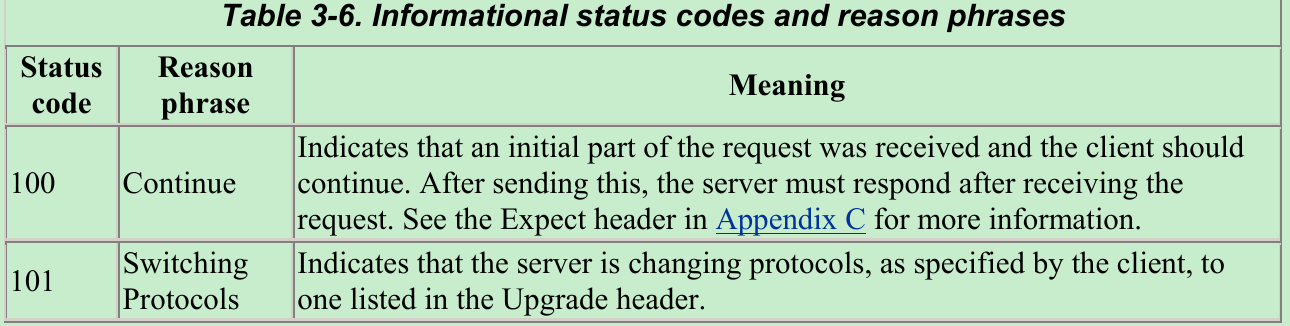 Table 3-6. Informational status codes and reason phrases
Status
code
Reason
phrase
Meaning
100
Continue
Indicates that an initial part of the request was received and the client should
continue. After sending this, the server must respond after receiving the
request. See the Expect header in Appendix C for more information.
101
Switching
Protocols
Indicates that the server is changing protocols, as specified by the client, to
one listed in the Upgrade header.